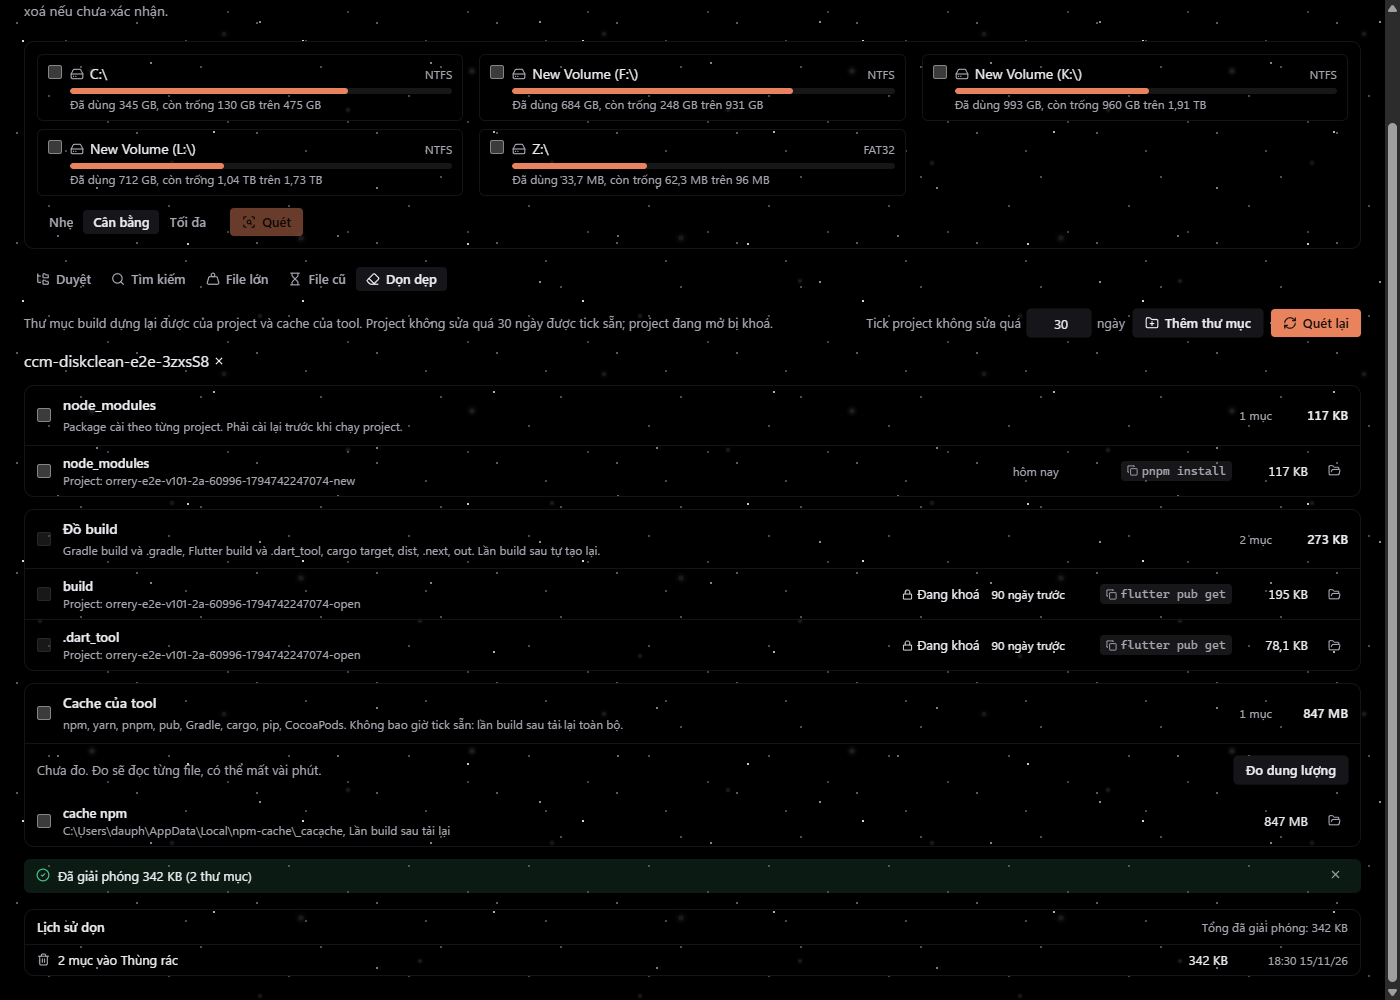 xoá nếu chưa xác nhận.
C:\ NTFS
Đã dùng 345 GB, còn trống 130 GB trên 475 GB
New Volume (F:\) NTFS
Đã dùng 684 GB, còn trống 248 GB trên 931 GB
New Volume (K:\) NTFS
Đã dùng 993 GB, còn trống 960 GB trên 1,91 TB
New Volume (L:\) NTFS
Đã dùng 712 GB, còn trống 1,04 TB trên 1,73 TB
Z:\ FAT32
Đã dùng 33,7 MB, còn trống 62,3 MB trên 96 MB
Nhẹ Cân bằng Tối đa Quét
Duyệt Tìm kiếm File lớn File cũ Dọn dẹp
Thư mục build dựng lại được của project và cache của tool. Project không sửa quá 30 ngày được tick sẵn; project đang mở bị khoá. Tick project không sửa quá 30 ngày Thêm thư mục Quét lại
ccm-diskclean-e2e-3zxsS8 ×
node_modules
Package cài theo từng project. Phải cài lại trước khi chạy project. 1 mục 117 KB
node_modules
Project: orrery-e2e-v101-2a-60996-1794742247074-new hôm nay pnpm install 117 KB
Đồ build
Gradle build và .gradle, Flutter build và .dart_tool, cargo target, dist, .next, out. Lần build sau tự tạo lại. 2 mục 273 KB
build
Project: orrery-e2e-v101-2a-60996-1794742247074-open Đang khoá 90 ngày trước flutter pub get 195 KB
.dart_tool
Project: orrery-e2e-v101-2a-60996-1794742247074-open Đang khoá 90 ngày trước flutter pub get 78,1 KB
Cache của tool
npm, yarn, pnpm, pub, Gradle, cargo, pip, CocoaPods. Không bao giờ tick sẵn: lần build sau tải lại toàn bộ. 1 mục 847 MB
Chưa đo. Đo sẽ đọc từng file, có thể mất vài phút. Đo dung lượng
cache npm
C:\Users\dauph\AppData\Local\npm-cache\_cacache, Lần build sau tải lại 847 MB
Đã giải phóng 342 KB (2 thư mục)
Lịch sử dọn Tổng đã giải phóng: 342 KB
2 mục vào Thùng rác 342 KB 18:30 15/11/26